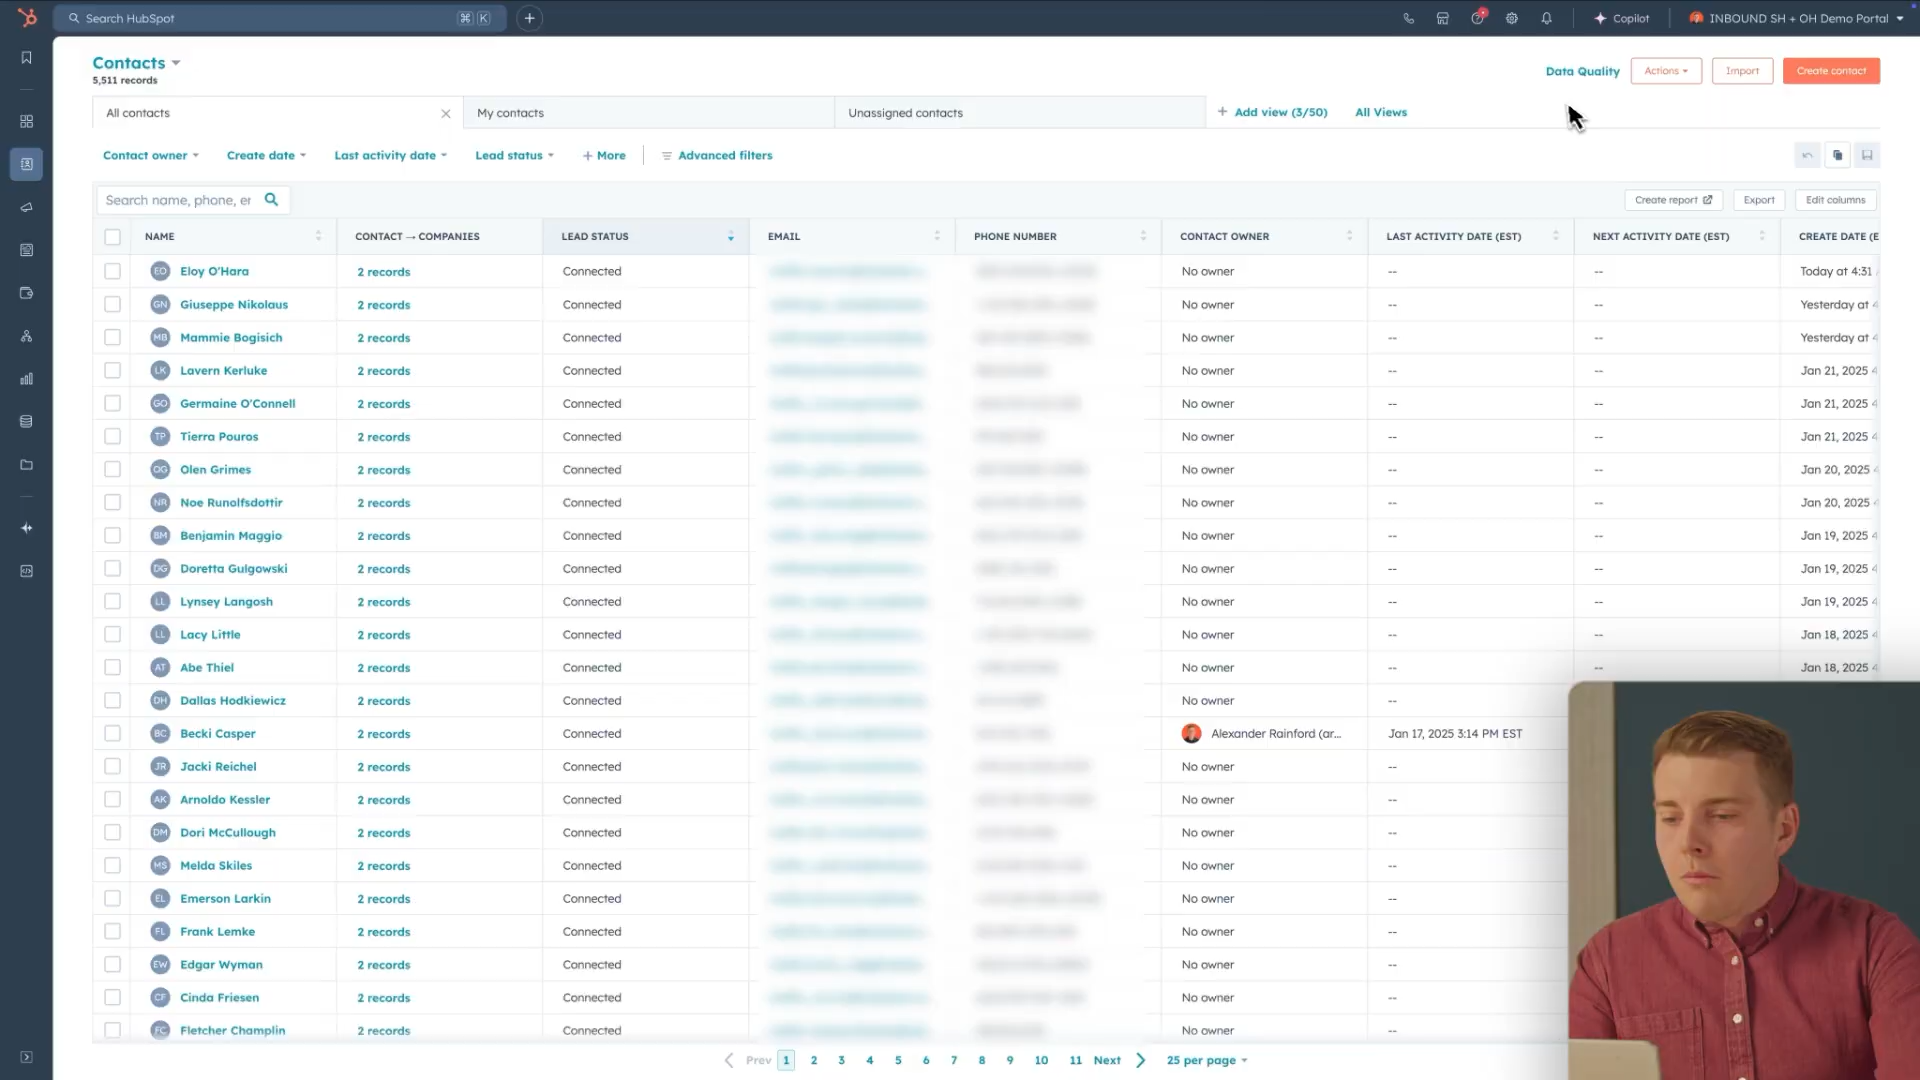 Search HubSpot ⌘ K
Copilot
INBOUND SH + OH Demo Portal
Contacts
5,511 records
Data Quality Actions Import Create contact
All contacts My contacts Unassigned contacts + Add view (3/50) All Views
Contact owner Create date Last activity date Lead status + More Advanced filters
Search name, phone, er Create report Export Edit columns
NAME CONTACT → COMPANIES LEAD STATUS EMAIL PHONE NUMBER CONTACT OWNER LAST ACTIVITY DATE (EST) NEXT ACTIVITY DATE (EST) CREATE DATE (E
EO Eloy O'Hara 2 records Connected No owner -- -- Today at 4:31
GN Giuseppe Nikolaus 2 records Connected No owner -- -- Yesterday at 4
MB Mammie Bogisich 2 records Connected No owner -- -- Yesterday at 4
LK Lavern Kerluke 2 records Connected No owner -- -- Jan 21, 2025 4
GO Germaine O'Connell 2 records Connected No owner -- -- Jan 21, 2025 4
TP Tierra Pouros 2 records Connected No owner -- -- Jan 21, 2025 4
OG Olen Grimes 2 records Connected No owner -- -- Jan 20, 2025 4
NR Noe Runolfsdottir 2 records Connected No owner -- -- Jan 20, 2025 4
BM Benjamin Maggio 2 records Connected No owner -- -- Jan 19, 2025 4
DG Doretta Gulgowski 2 records Connected No owner -- -- Jan 19, 2025 4
LL Lynsey Langosh 2 records Connected No owner -- -- Jan 19, 2025 4
LL Lacy Little 2 records Connected No owner -- -- Jan 18, 2025 4
AT Abe Thiel 2 records Connected No owner -- -- Jan 18, 2025 4
DH Dallas Hodkiewicz 2 records Connected No owner --
BC Becki Casper 2 records Connected Alexander Rainford (ar... Jan 17, 2025 3:14 PM EST
JR Jacki Reichel 2 records Connected No owner --
AK Arnoldo Kessler 2 records Connected No owner --
DM Dori McCullough 2 records Connected No owner --
MS Melda Skiles 2 records Connected No owner --
EL Emerson Larkin 2 records Connected No owner --
FL Frank Lemke 2 records Connected No owner --
EW Edgar Wyman 2 records Connected No owner --
CF Cinda Friesen 2 records Connected No owner --
FC Fletcher Champlin 2 records Connected No owner --
Prev 1 2 3 4 5 6 7 8 9 10 11 Next 25 per page